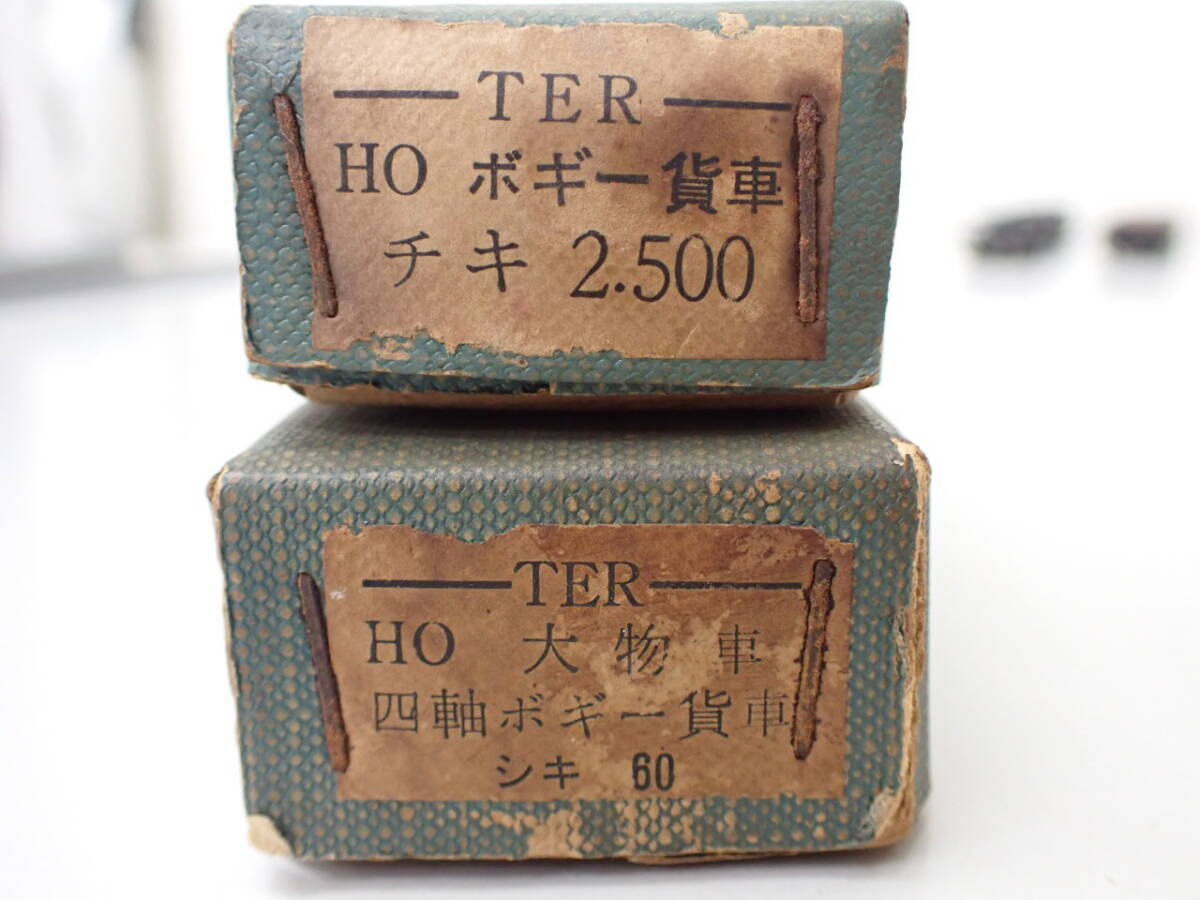 TER
HO ボギー貨車
チキ 2.500
TER
HO 大物車
四軸ボギー貨車
シキ 60